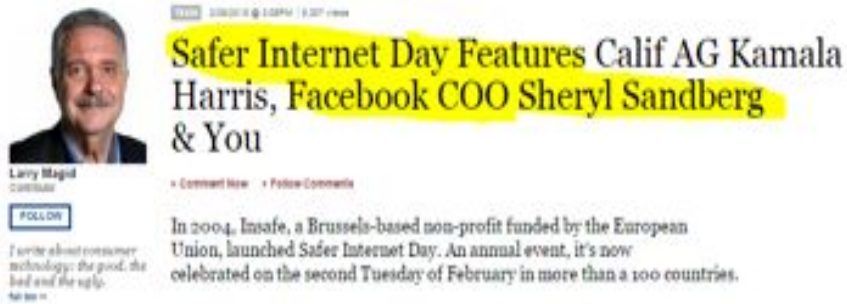 Safer Internet Day Features Calif AG Kamala
Harris, Facebook COO Sheryl Sandberg
& You
Larry Magid
+ Comment Now + Follow Comments
FOLLOW
In 2004, Insafe, a Brussels-based non-profit funded by the European
Union, launched Safer Internet Day. An annual event, it's now
celebrated on the second Tuesday of February in more than a 100 countries.
I write about consumer
technology: the good, the
bad and the ugly.